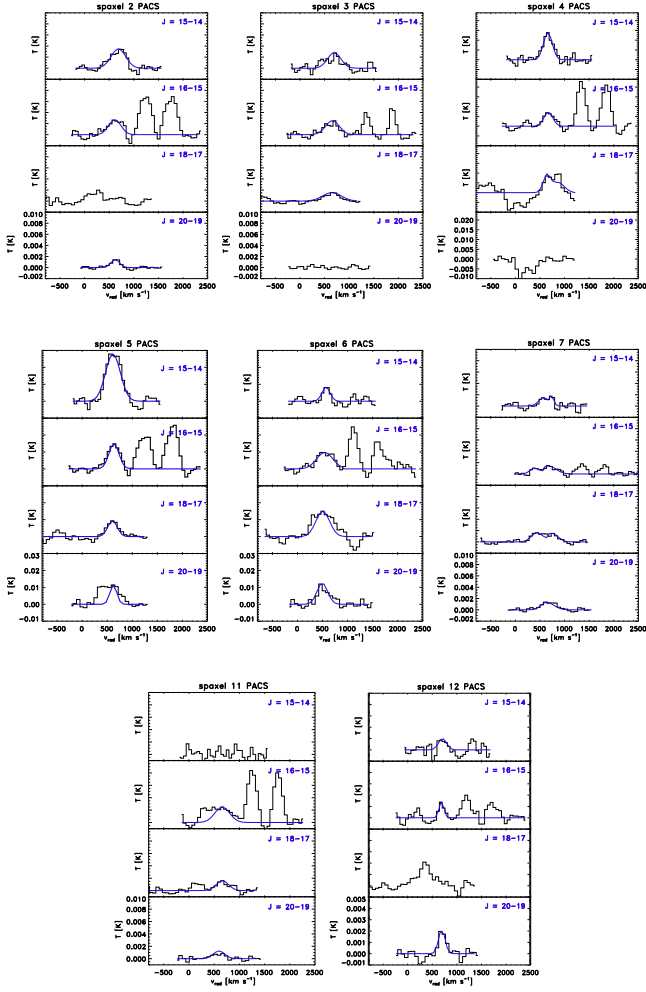 spaxel 2 PACS
spaxel 3 PACS
spaxel 4 PACS
T [K]
J = 15-14
T [K]
J = 15-14
T [K]
J = 15-14
T [K]
J = 16-15
T [K]
J = 16-15
T [K]
J = 16-15
T [K]
J = 18-17
T [K]
J = 18-17
T [K]
J = 18-17
T [K]
0.010
0.008
0.006
0.004
0.002
0.000
-0.002
J = 20-19
T [K]
0.010
0.008
0.006
0.004
0.002
0.000
-0.002
J = 20-19
T [K]
0.020
0.015
0.010
0.005
0.000
-0.005
-0.010
J = 20-19
-500 0 500 1000 1500 2000 2500
-500 0 500 1000 1500 2000 2500
-500 0 500 1000 1500 2000 2500
v_rad [km s⁻¹]
v_rad [km s⁻¹]
v_rad [km s⁻¹]
spaxel 5 PACS
spaxel 6 PACS
spaxel 7 PACS
T [K]
J = 15-14
T [K]
J = 15-14
T [K]
J = 15-14
T [K]
J = 16-15
T [K]
J = 16-15
T [K]
J = 16-15
T [K]
J = 18-17
T [K]
J = 18-17
T [K]
J = 18-17
T [K]
0.03
0.02
0.01
0.00
-0.01
J = 20-19
T [K]
0.03
0.02
0.01
0.00
-0.01
J = 20-19
T [K]
0.010
0.008
0.006
0.004
0.002
0.000
-0.002
J = 20-19
-500 0 500 1000 1500 2000 2500
-500 0 500 1000 1500 2000 2500
-500 0 500 1000 1500 2000 2500
v_rad [km s⁻¹]
v_rad [km s⁻¹]
v_rad [km s⁻¹]
spaxel 11 PACS
spaxel 12 PACS
T [K]
J = 15-14
T [K]
J = 15-14
T [K]
J = 16-15
T [K]
J = 16-15
T [K]
J = 18-17
T [K]
J = 18-17
T [K]
0.010
0.008
0.006
0.004
0.002
0.000
-0.002
J = 20-19
T [K]
0.005
0.004
0.003
0.002
0.001
0.000
-0.001
J = 20-19
-500 0 500 1000 1500 2000 2500
-500 0 500 1000 1500 2000 2500
v_rad [km s⁻¹]
v_rad [km s⁻¹]